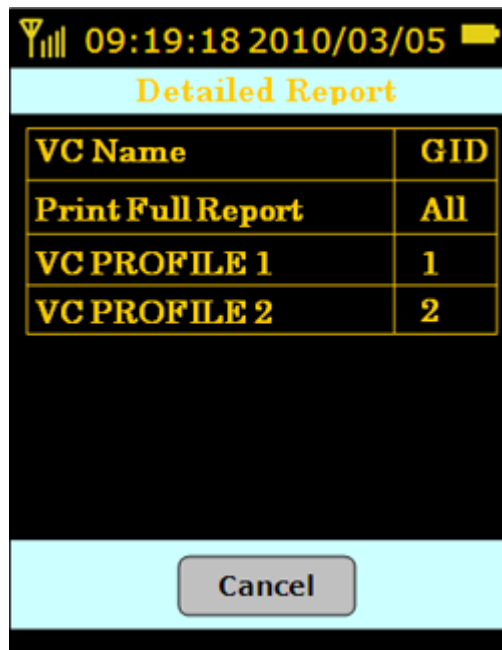 09:19:18 2010/03/05
Detailed Report
VC Name GID
Print Full Report All
VC PROFILE 1 1
VC PROFILE 2 2
Cancel